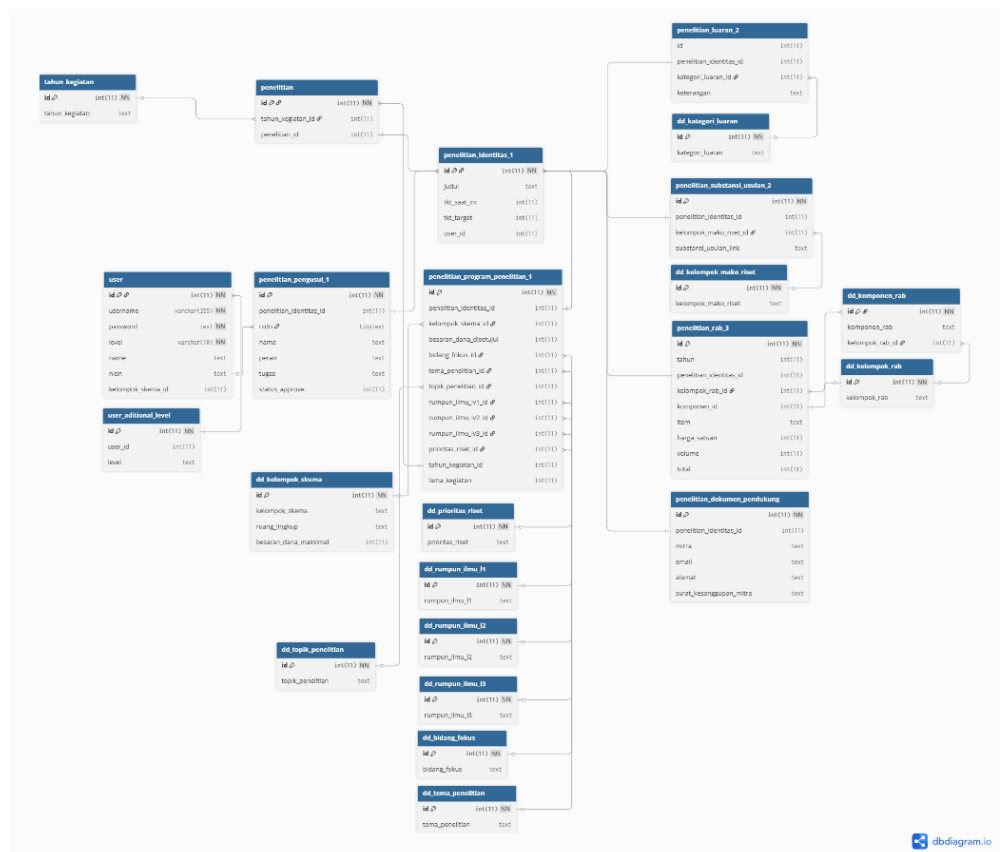 tahun_kegiatan
id int(11) NN
tahun_kegiatan text
penelitian
id int(11) NN
tahun_kegiatan_id int(11)
penelitian_id int(11)
penelitian_identitas_1
id int(11) NN
judul text
tkt_saat_ini int(11)
tkt_target int(11)
user_id int(11)
penelitian_luaran_2
id int(11)
penelitian_identitas_id int(11)
kategori_luaran_id int(11)
keterangan text
dd_kategori_luaran
id int(11) NN
kategori_luaran text
penelitian_substansi_usulan_2
id int(11) NN
penelitian_identitas_id int(11)
kelompok_mako_riset_id int(11)
substansi_usulan_link text
dd_kelompok_mako_riset
id int(11) NN
kelompok_mako_riset text
user
id int(11) NN
username varchar(255) NN
password text NN
level varchar(10) NN
name text
nidn text
kelompok_skema_id int(11)
penelitian_pengusul_1
id int(11) NN
penelitian_identitas_id int(11)
nidn tinytext
nama text
peran text
tugas text
status_approve int(11)
penelitian_program_penelitian_1
id int(11) NN
penelitian_identitas_id int(11)
kelompok_skema_id int(11)
besaran_dana_disetujui int(11)
bidang_fokus_id int(11)
tema_penelitian_id int(11)
topik_penelitian_id int(11)
rumpun_ilmu_lv1_id int(11)
rumpun_ilmu_lv2_id int(11)
rumpun_ilmu_lv3_id int(11)
prioritas_riset_id int(11)
tahun_kegiatan_id int(11)
lama_kegiatan int(11)
dd_komponen_rab
id int(11) NN
komponen_rab text
kelompok_rab_id int(11)
dd_kelompok_rab
id int(11) NN
kelompok_rab text
penelitian_rab_3
id int(11) NN
tahun int(11)
penelitian_identitas_id int(11)
kelompok_rab_id int(11)
komponen_id int(11)
item text
harga_satuan int(11)
volume int(11)
total int(11)
user_aditional_level
id int(11) NN
user_id int(11)
level text
dd_kelompok_skema
id int(11) NN
kelompok_skema text
ruang_lingkup text
besaran_dana_maksimal int(11)
penelitian_dokumen_pendukung
id int(11) NN
penelitian_identitas_id int(11)
mitra text
email text
alamat text
surat_kesanggupan_mitra text
dd_prioritas_riset
id int(11) NN
prioritas_riset text
dd_rumpun_ilmu_l1
id int(11) NN
rumpun_ilmu_l1 text
dd_rumpun_ilmu_l2
id int(11) NN
rumpun_ilmu_l2 text
dd_topik_penelitian
id int(11) NN
topik_penelitian text
dd_rumpun_ilmu_l3
id int(11) NN
rumpun_ilmu_l3 text
dd_bidang_fokus
id int(11) NN
bidang_fokus text
dd_tema_penelitian
id int(11) NN
tema_penelitian text
dbdiagram.io